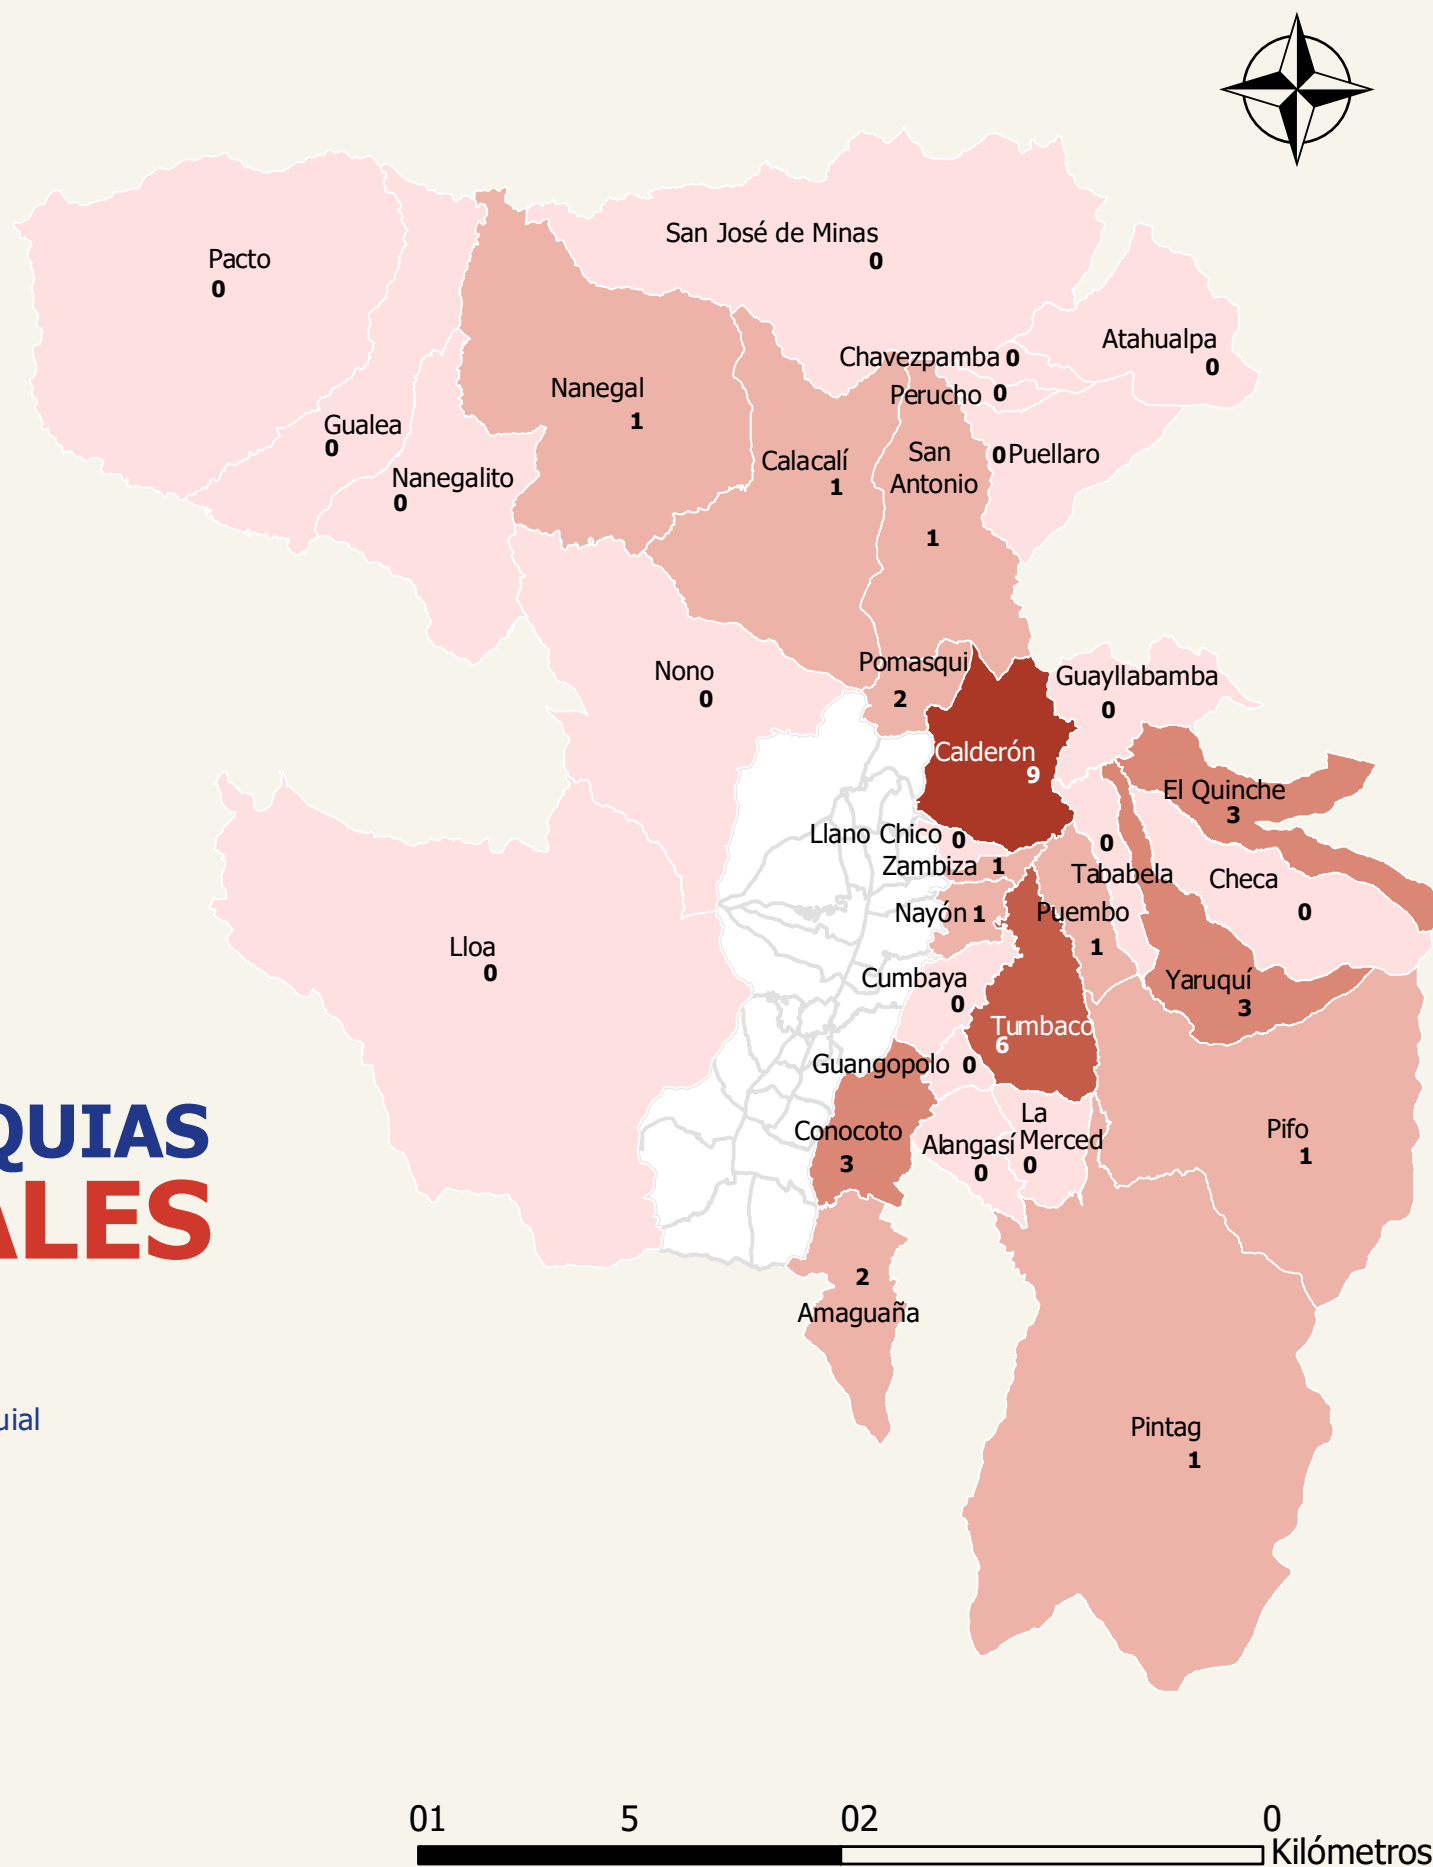 San José de Minas
0
Pacto
0
Atahualpa
0
Chavezpamba 0
Nanegal
1
Perucho 0
Gualea
0
San
Antonio
1
0 Puellaro
Calacalí
1
Nanegalito
0
Pomasqui
2
Nono
0
Guayllabamba
0
Calderón
9
El Quinche
3
Llano Chico 0
0
Tababela
Zambiza 1
Checa
0
Nayón 1
Puembo
1
Lloa
0
Cumbaya
0
Yaruquí
3
Tumbaco
6
Guangopolo 0
QUIAS
ALES
Conocoto
3
Alangasí
0
La
Merced
0
Pifo
1
2
Amaguaña
uial
Pintag
1
01 5 02 0
Kilómetros